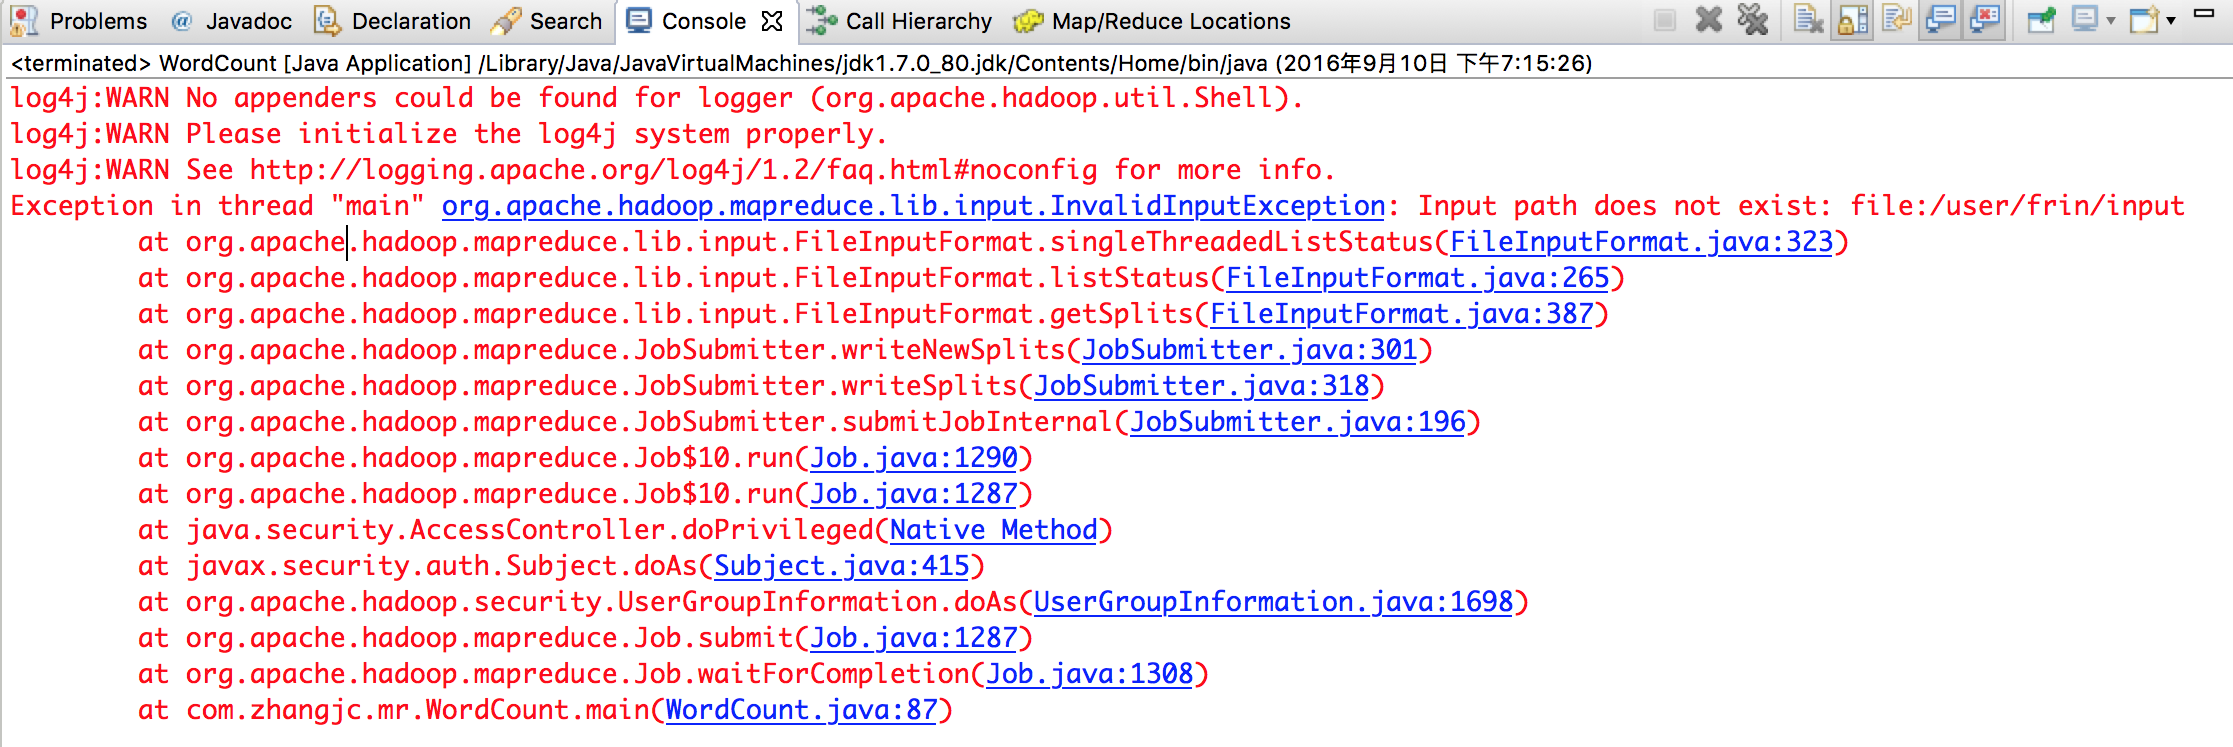 Problems @ Javadoc Declaration Search Console Call Hierarchy Map/Reduce Locations
<terminated> WordCount [Java Application] /Library/Java/JavaVirtualMachines/jdk1.7.0_80.jdk/Contents/Home/bin/java (2016年9月10日 下午7:15:26)
log4j:WARN No appenders could be found for logger (org.apache.hadoop.util.Shell).
log4j:WARN Please initialize the log4j system properly.
log4j:WARN See http://logging.apache.org/log4j/1.2/faq.html#noconfig for more info.
Exception in thread "main" org.apache.hadoop.mapreduce.lib.input.InvalidInputException: Input path does not exist: file:/user/frin/input
at org.apache.hadoop.mapreduce.lib.input.FileInputFormat.singleThreadedListStatus(FileInputFormat.java:323)
at org.apache.hadoop.mapreduce.lib.input.FileInputFormat.listStatus(FileInputFormat.java:265)
at org.apache.hadoop.mapreduce.lib.input.FileInputFormat.getSplits(FileInputFormat.java:387)
at org.apache.hadoop.mapreduce.JobSubmitter.writeNewSplits(JobSubmitter.java:301)
at org.apache.hadoop.mapreduce.JobSubmitter.writeSplits(JobSubmitter.java:318)
at org.apache.hadoop.mapreduce.JobSubmitter.submitJobInternal(JobSubmitter.java:196)
at org.apache.hadoop.mapreduce.Job$10.run(Job.java:1290)
at org.apache.hadoop.mapreduce.Job$10.run(Job.java:1287)
at java.security.AccessController.doPrivileged(Native Method)
at javax.security.auth.Subject.doAs(Subject.java:415)
at org.apache.hadoop.security.UserGroupInformation.doAs(UserGroupInformation.java:1698)
at org.apache.hadoop.mapreduce.Job.submit(Job.java:1287)
at org.apache.hadoop.mapreduce.Job.waitForCompletion(Job.java:1308)
at com.zhangjc.mr.WordCount.main(WordCount.java:87)